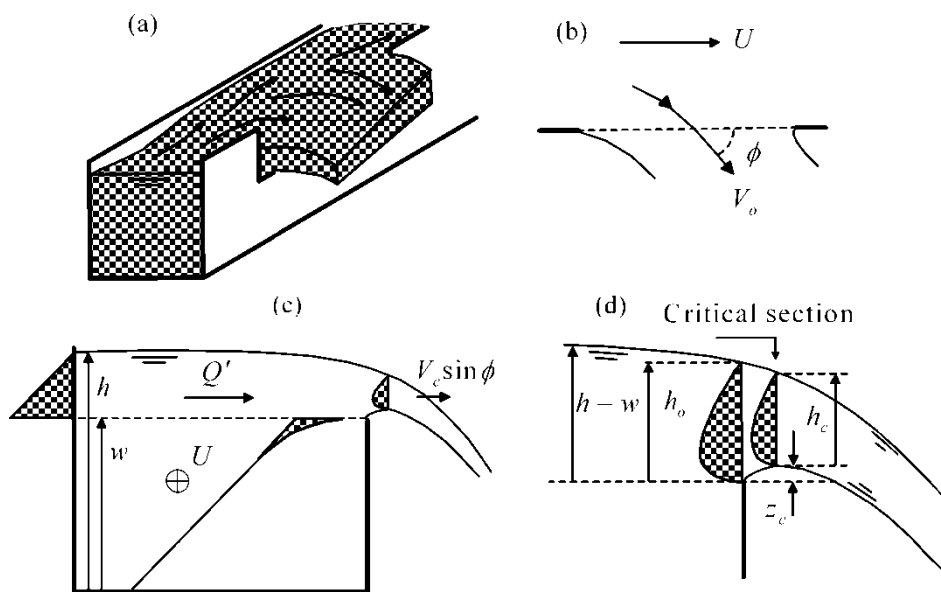 (a)
(b)
U
ϕ
V_o
(c)
(d)
Critical section
h
Q′
V_c sin ϕ
w
U
h − w
h_o
h_c
z_c